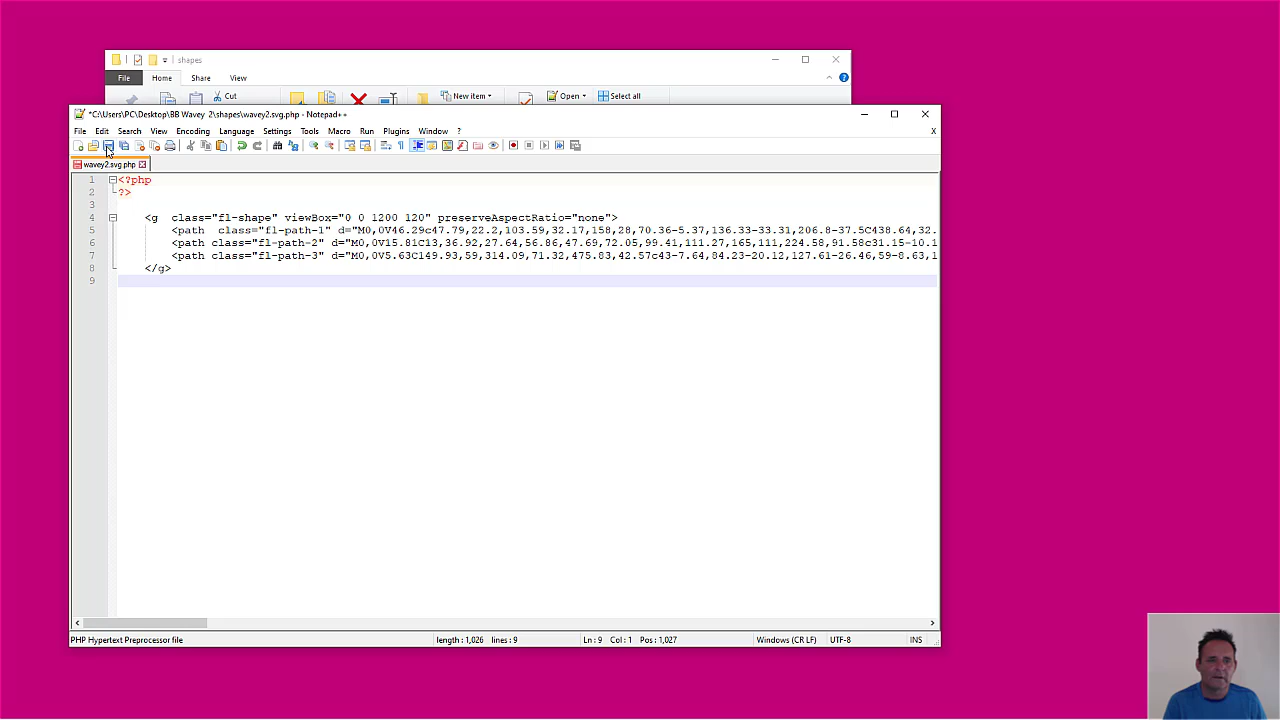 shapes
File Home Share View
Cut New item Open Select all
*C:\Users\PC\Desktop\BB Wavey 2\shapes\wavey2.svg.php - Notepad++
File Edit Search View Encoding Language Settings Tools Macro Run Plugins Window ? X
wavey2.svg.php
1 <?php
2 ?>
3
4 <g class="fl-shape" viewBox="0 0 1200 120" preserveAspectRatio="none">
5 <path class="fl-path-1" d="M0,0V46.29c47.79,22.2,103.59,32.17,158,28,70.36-5.37,136.33-33.31,206.8-37.5C438.64,32.
6 <path class="fl-path-2" d="M0,0V15.81C13,36.92,27.64,56.86,47.69,72.05,99.41,111.27,165,111,224.58,91.58c31.15-10.1
7 <path class="fl-path-3" d="M0,0V5.63C149.93,59,314.09,71.32,475.83,42.57c43-7.64,84.23-20.12,127.61-26.46,59-8.63,1
8 </g>
9
PHP Hypertext Preprocessor file length : 1,026 lines : 9 Ln : 9 Col : 1 Pos : 1,027 Windows (CR LF) UTF-8 INS